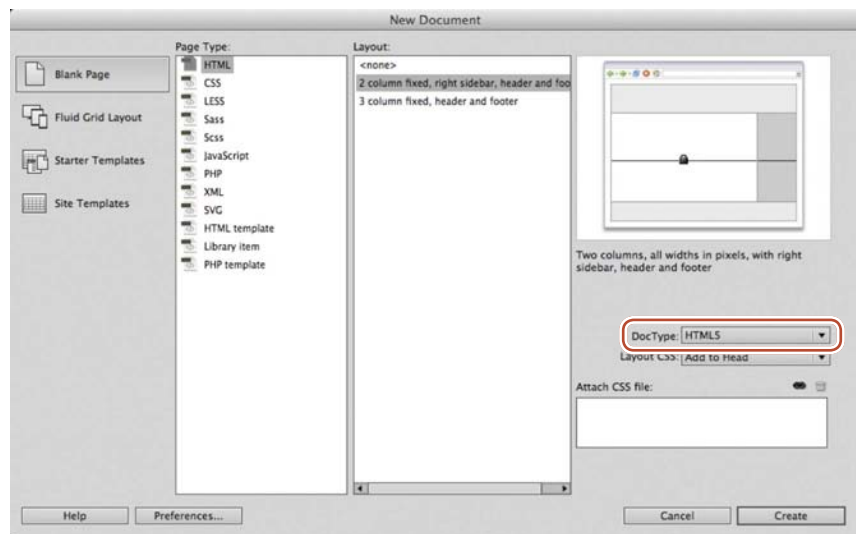 New Document
Blank Page
Fluid Grid Layout
Starter Templates
Site Templates
Page Type:
HTML
CSS
LESS
Sass
Scss
JavaScript
PHP
XML
SVG
HTML template
Library item
PHP template
Layout:
<none>
2 column fixed, right sidebar, header and foo
3 column fixed, header and footer
Two columns, all widths in pixels, with right
sidebar, header and footer
DocType: HTML5
Layout CSS: Add to Head
Attach CSS file:
Help
Preferences...
Cancel
Create